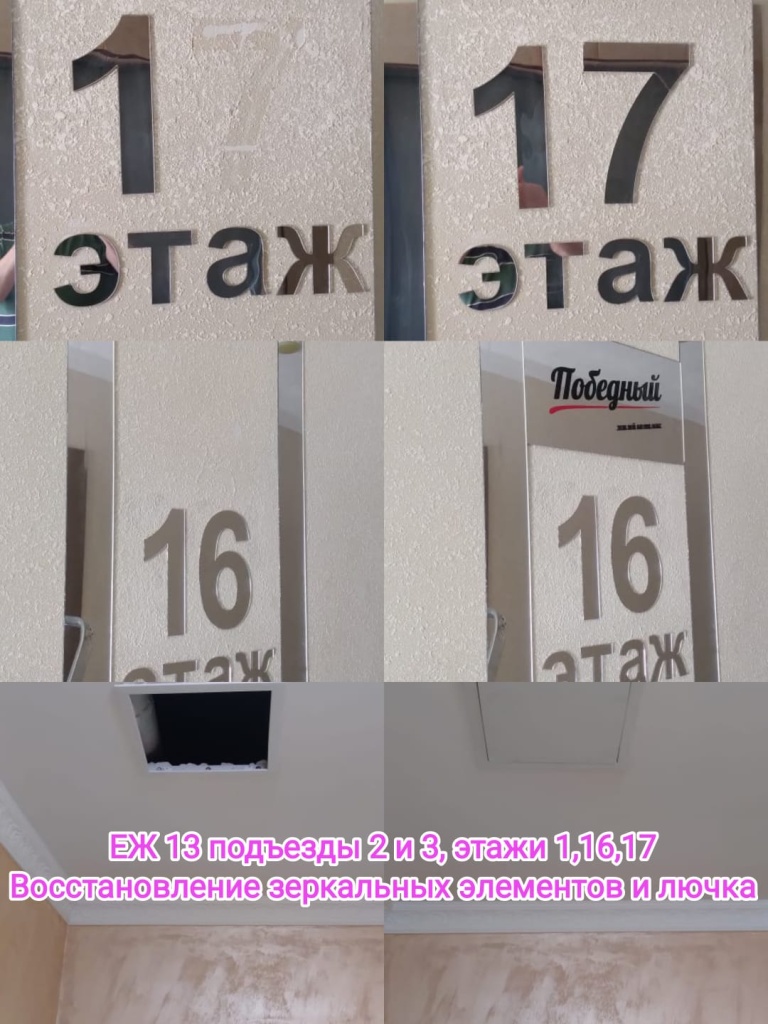 1
этаж
17
этаж
16
этаж
Победный
16
этаж
ЕЖ 13 подъезды 2 и 3, этажи 1,16,17
Восстановление зеркальных элементов и лючка